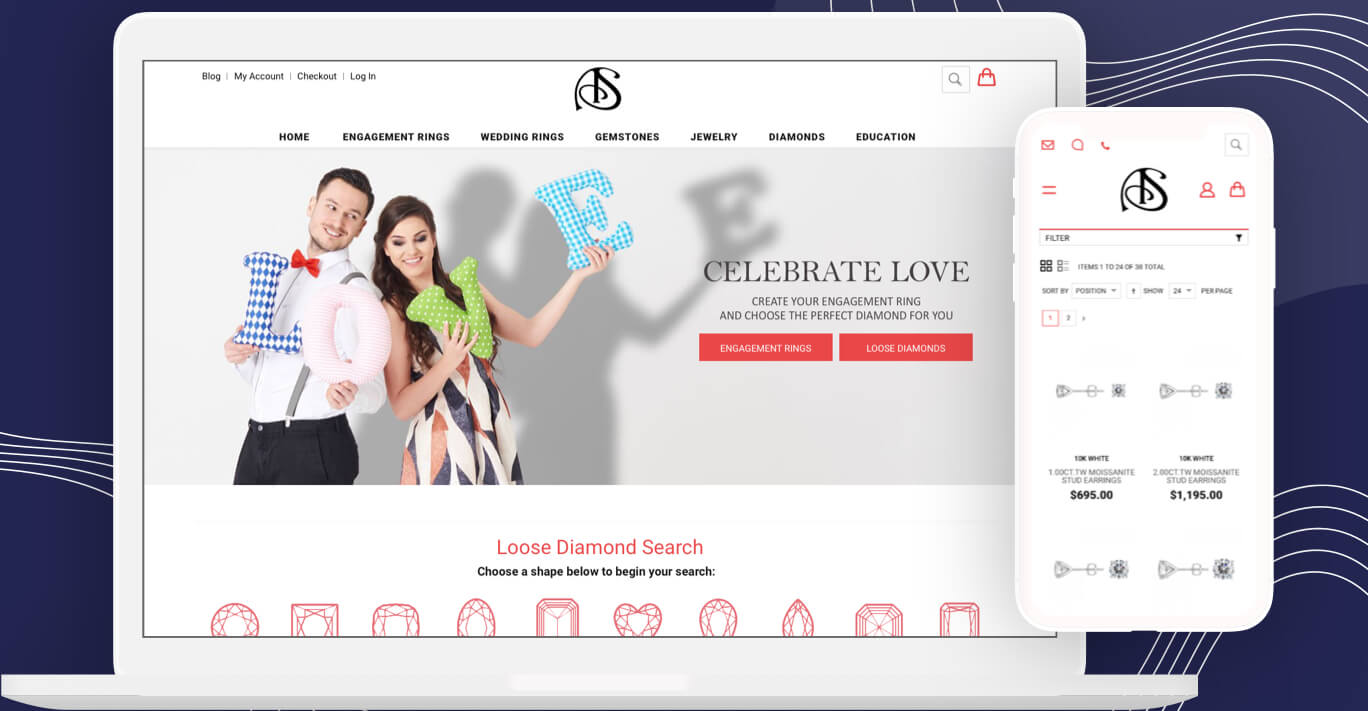 Blog | My Account | Checkout | Log In
HOME ENGAGEMENT RINGS WEDDING RINGS GEMSTONES JEWELRY DIAMONDS EDUCATION
L O V E
CELEBRATE LOVE
CREATE YOUR ENGAGEMENT RING
AND CHOOSE THE PERFECT DIAMOND FOR YOU
ENGAGEMENT RINGS LOOSE DIAMONDS
Loose Diamond Search
Choose a shape below to begin your search:
FILTER
ITEMS 1 TO 24 OF 38 TOTAL
SORT BY POSITION SHOW 24 PER PAGE
1 2
10K WHITE
1.00CT.TW MOISSANITE
STUD EARRINGS
$695.00
10K WHITE
2.00CT.TW MOISSANITE
STUD EARRINGS
$1,195.00